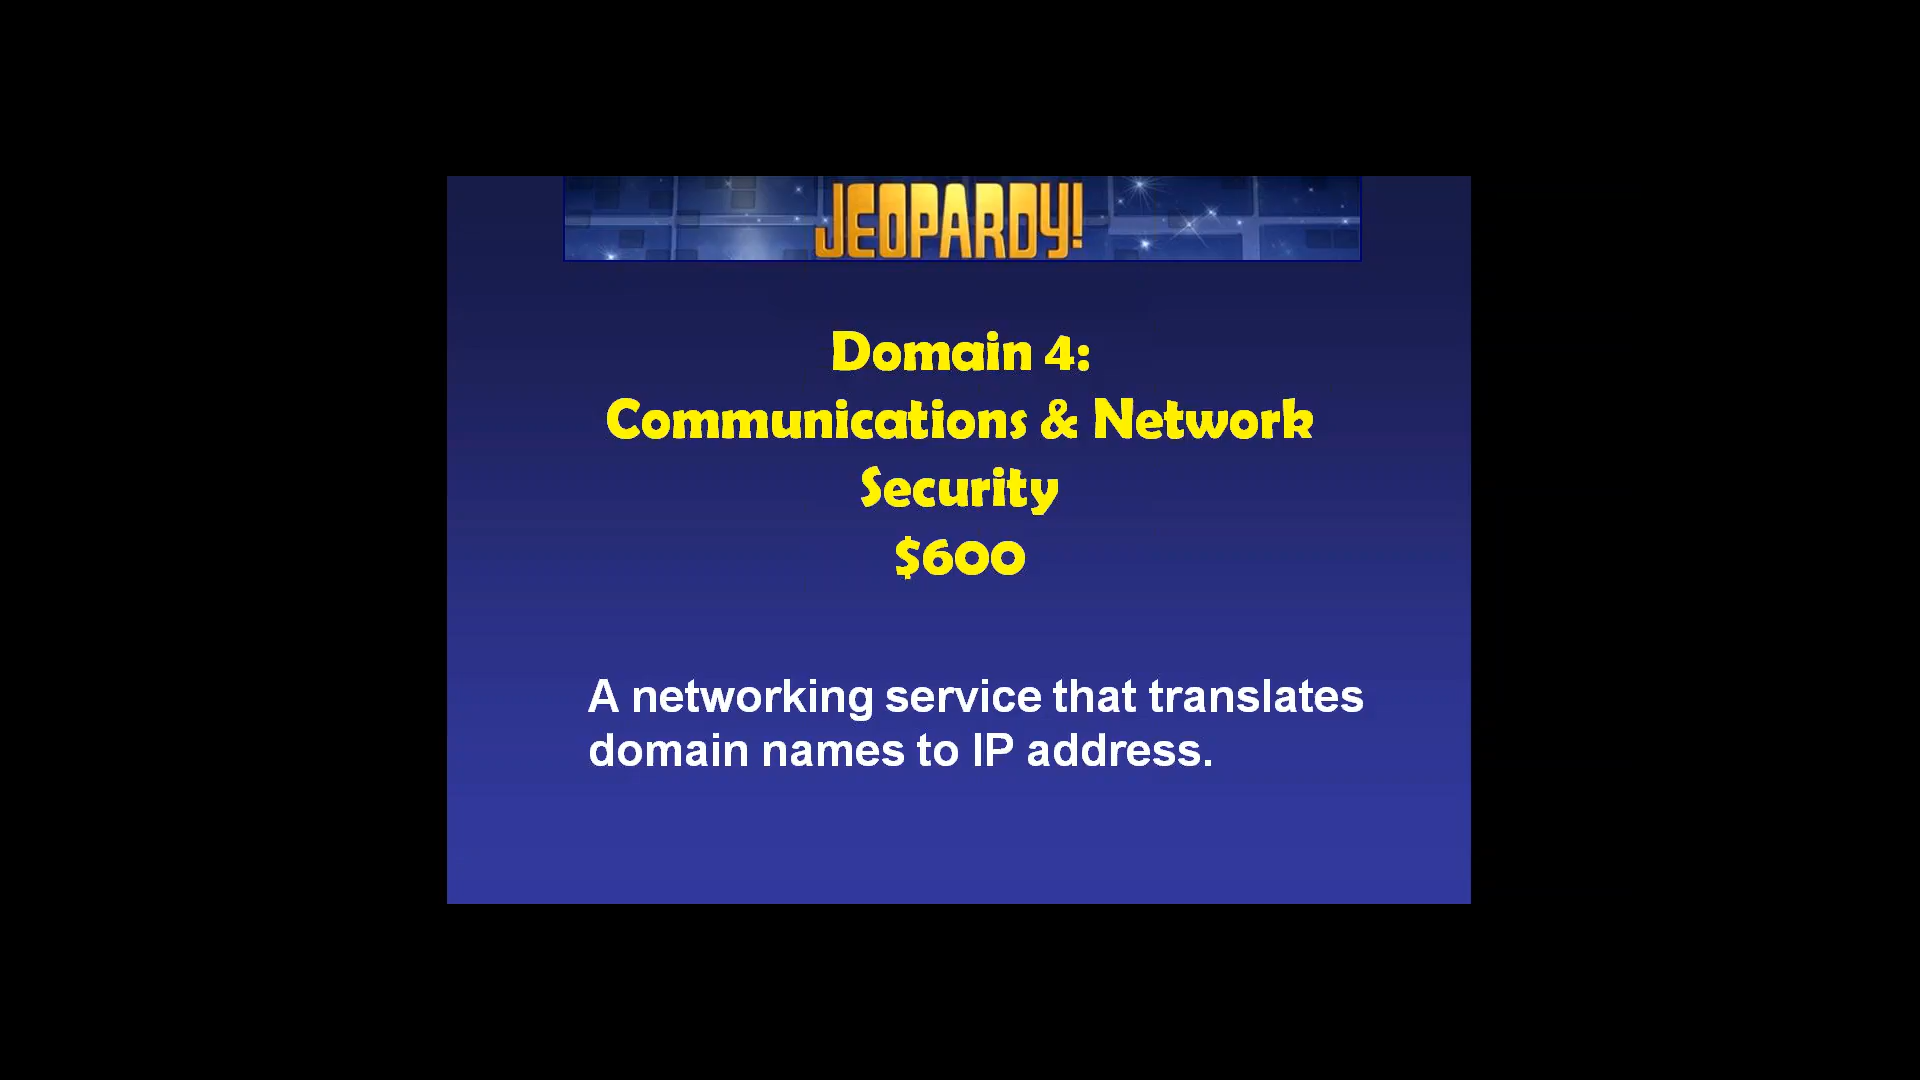 JEOPARDY!
Domain 4:
Communications & Network
Security
$600
A networking service that translates
domain names to IP address.